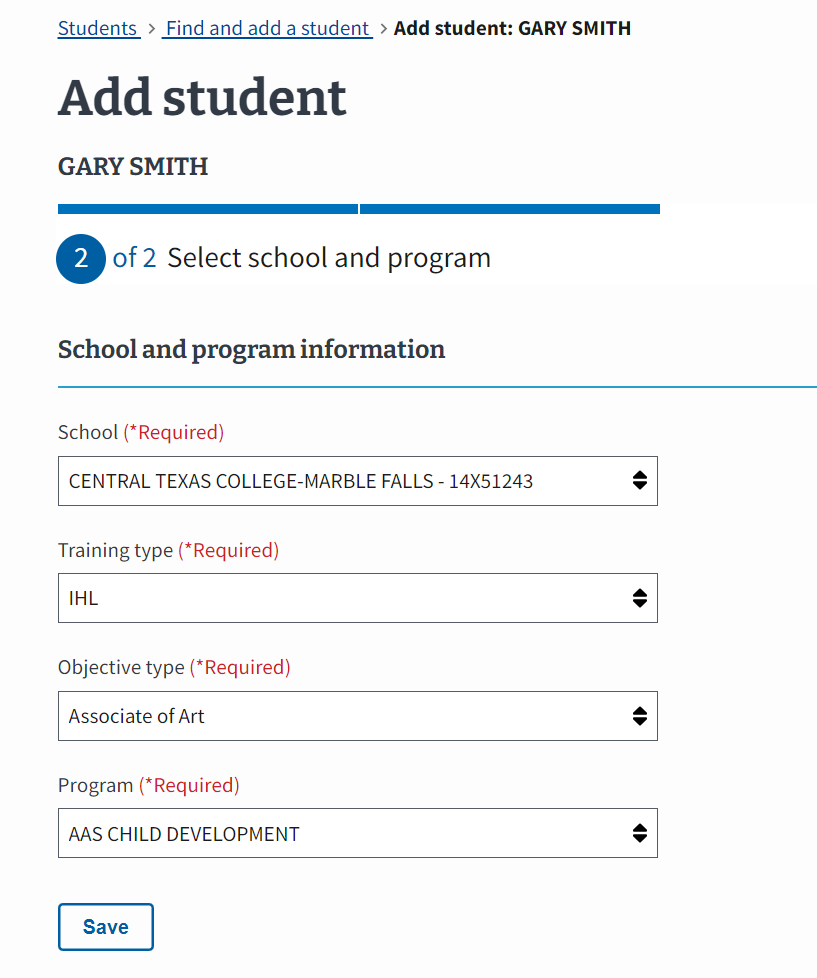 Students > Find and add a student > Add student: GARY SMITH
Add student
GARY SMITH
2 of 2 Select school and program
School and program information
School (*Required)
CENTRAL TEXAS COLLEGE-MARBLE FALLS - 14X51243
Training type (*Required)
IHL
Objective type (*Required)
Associate of Art
Program (*Required)
AAS CHILD DEVELOPMENT
Save